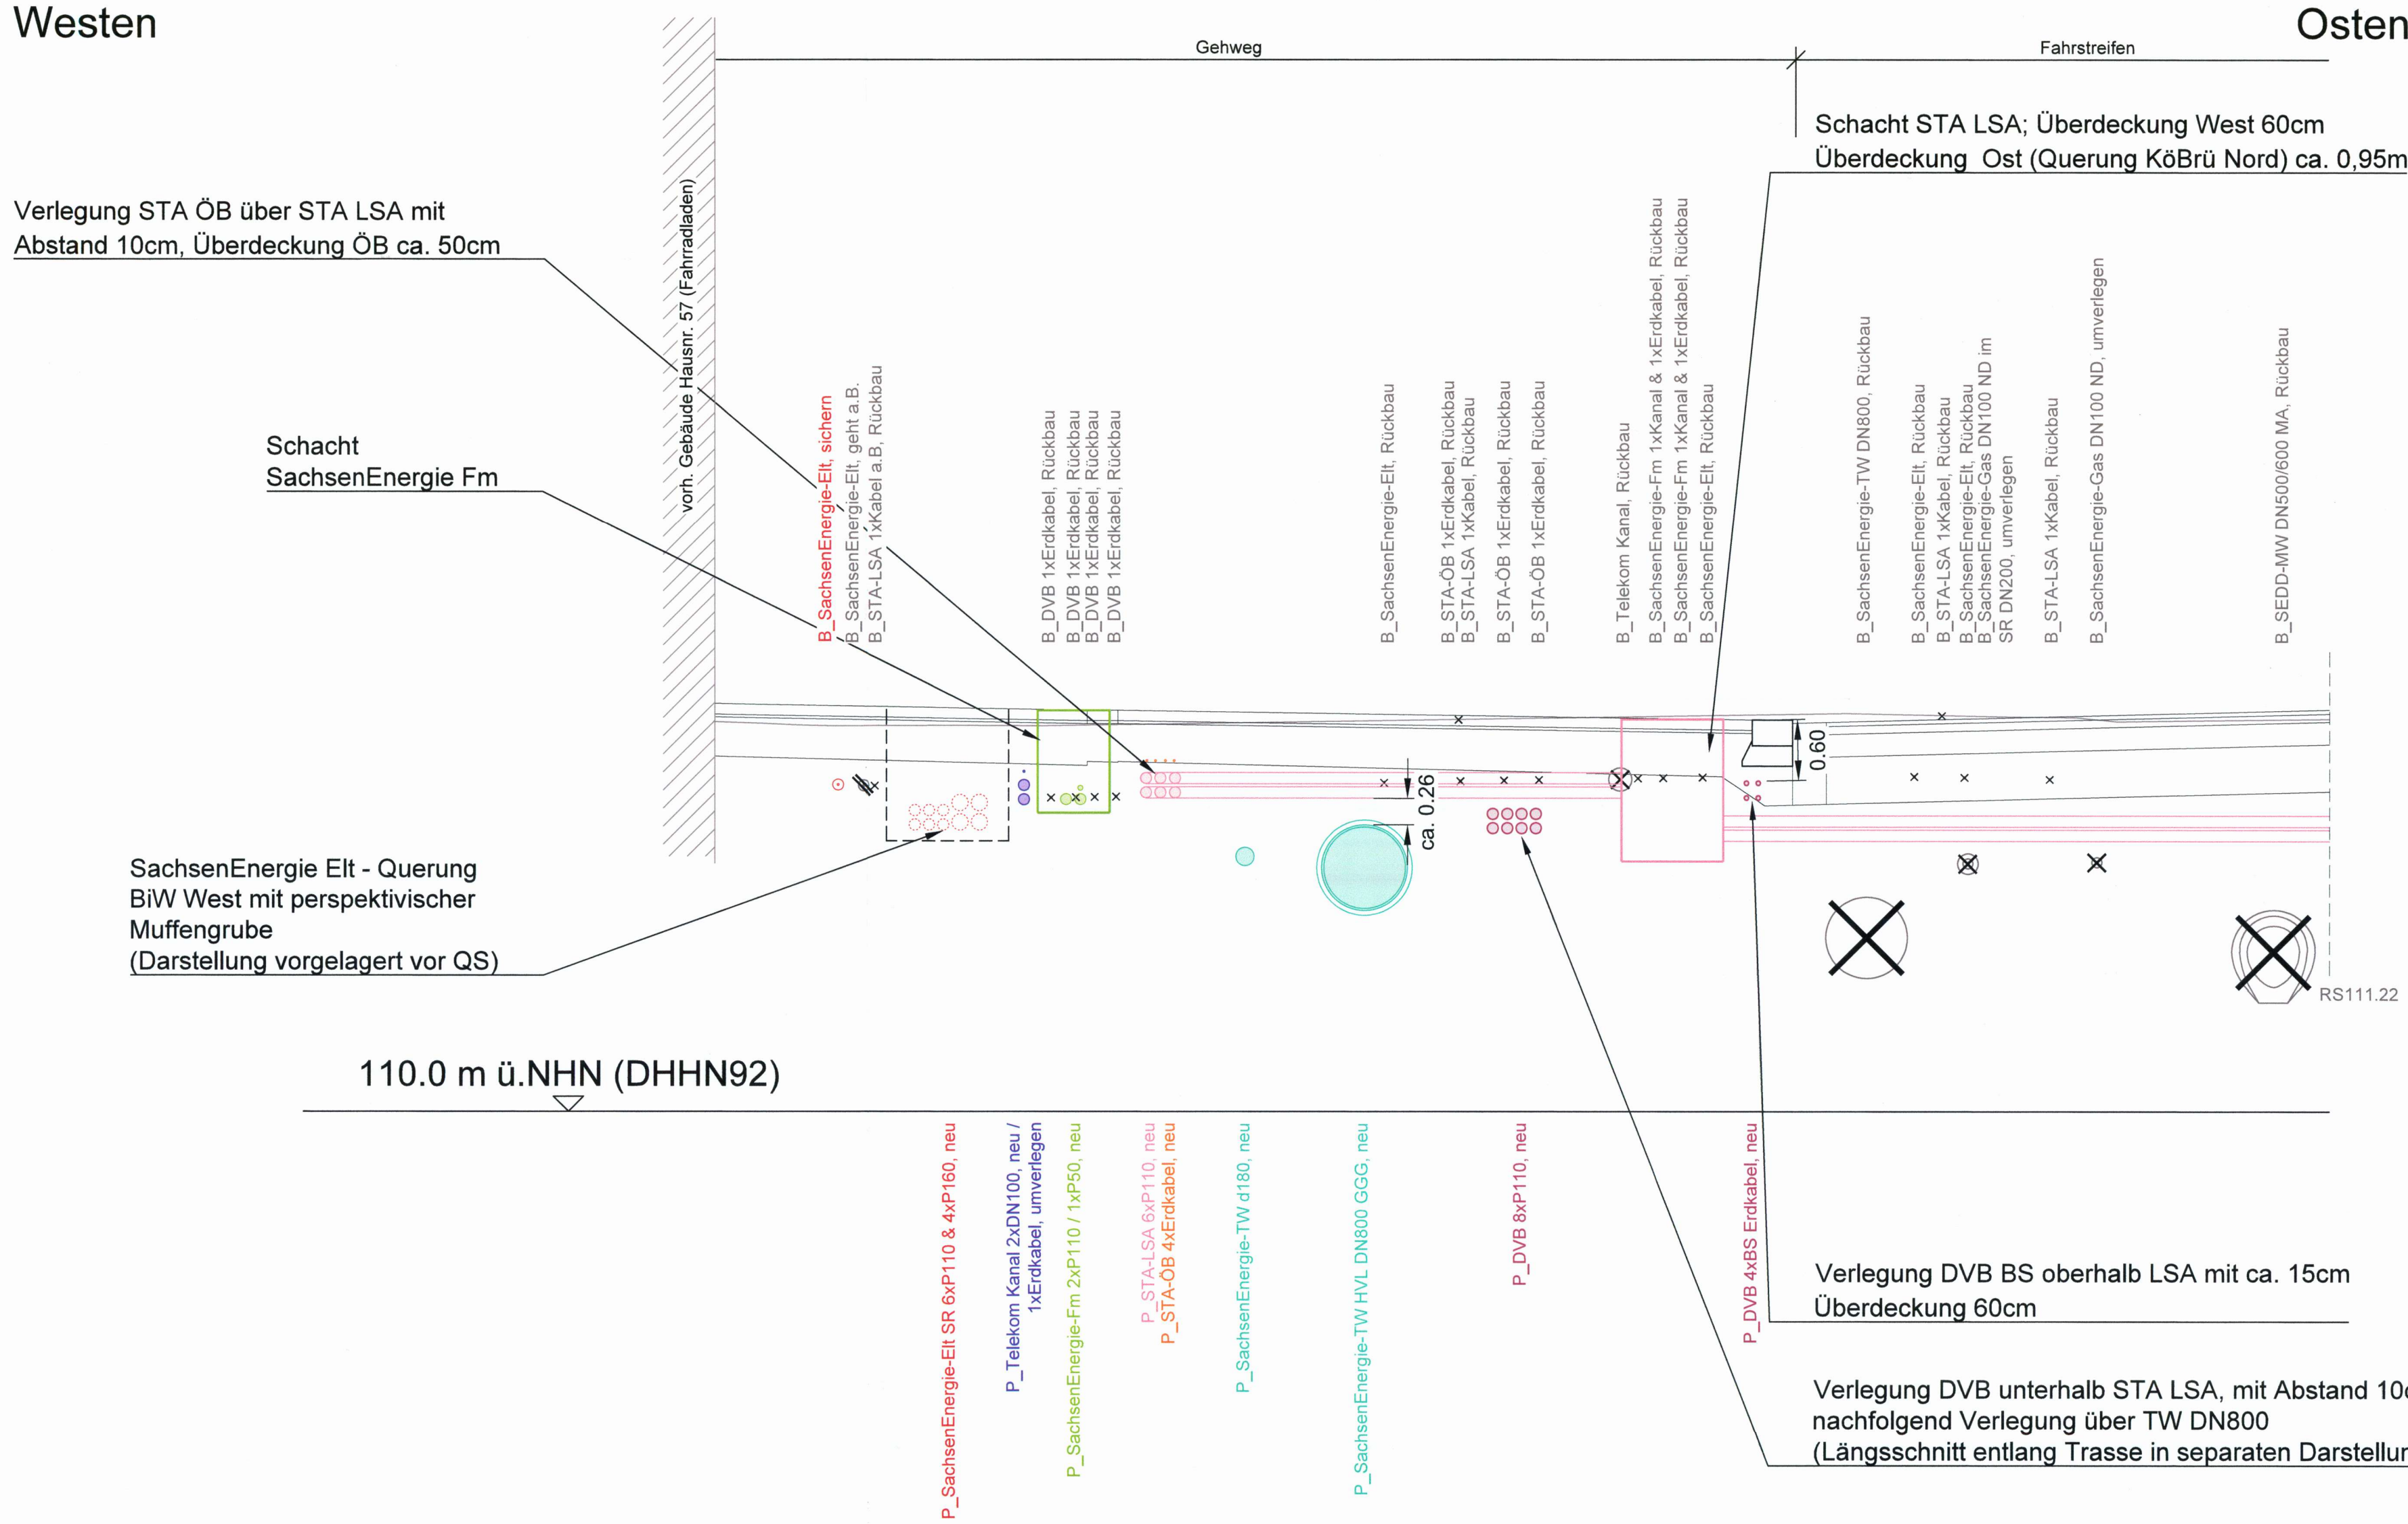 Westen
Osten
Gehweg
Fahrstreifen
Schacht STA LSA; Überdeckung West 60cm
Überdeckung Ost (Querung KöBrü Nord) ca. 0,95m
Verlegung STA ÖB über STA LSA mit
Abstand 10cm, Überdeckung ÖB ca. 50cm
Schacht
SachsenEnergie Fm
vorh. Gebäude Hausnr. 57 (Fahrradladen)
B_SachsenEnergie-Elt, sichern
B_SachsenEnergie-Elt, geht a.B.
B_STA-LSA 1xKabel a.B, Rückbau
B_DVB 1xErdkabel, Rückbau
B_DVB 1xErdkabel, Rückbau
B_DVB 1xErdkabel, Rückbau
B_DVB 1xErdkabel, Rückbau
B_SachsenEnergie-Elt, Rückbau
B_STA-ÖB 1xErdkabel, Rückbau
B_STA-LSA 1xKabel, Rückbau
B_STA-ÖB 1xErdkabel, Rückbau
B_STA-ÖB 1xErdkabel, Rückbau
B_Telekom Kanal, Rückbau
B_SachsenEnergie-Fm 1xKanal & 1xErdkabel, Rückbau
B_SachsenEnergie-Fm 1xKanal & 1xErdkabel, Rückbau
B_SachsenEnergie-Elt, Rückbau
B_SachsenEnergie-TW DN800, Rückbau
B_SachsenEnergie-Elt, Rückbau
B_STA-LSA 1xKabel, Rückbau
B_SachsenEnergie-Elt, Rückbau
B_SachsenEnergie-Gas DN100 ND im
SR DN200, umverlegen
B_STA-LSA 1xKabel, Rückbau
B_SachsenEnergie-Gas DN100 ND, umverlegen
B_SEDD-MW DN500/600 MA, Rückbau
0.60
ca. 0.26
SachsenEnergie Elt - Querung
BiW West mit perspektivischer
Muffengrube
(Darstellung vorgelagert vor QS)
RS111.22
110.0 m ü.NHN (DHHN92)
P_SachsenEnergie-Elt SR 6xP110 & 4xP160, neu
P_Telekom Kanal 2xDN100, neu /
1xErdkabel, umverlegen
P_SachsenEnergie-Fm 2xP110 / 1xP50, neu
P_STA-LSA 6xP110, neu
P_STA-ÖB 4xErdkabel, neu
P_SachsenEnergie-TW d180, neu
P_SachsenEnergie-TW HVL DN800 GGG, neu
P_DVB 8xP110, neu
P_DVB 4xBS Erdkabel, neu
Verlegung DVB BS oberhalb LSA mit ca. 15cm
Überdeckung 60cm
Verlegung DVB unterhalb STA LSA, mit Abstand 10
nachfolgend Verlegung über TW DN800
(Längsschnitt entlang Trasse in separaten